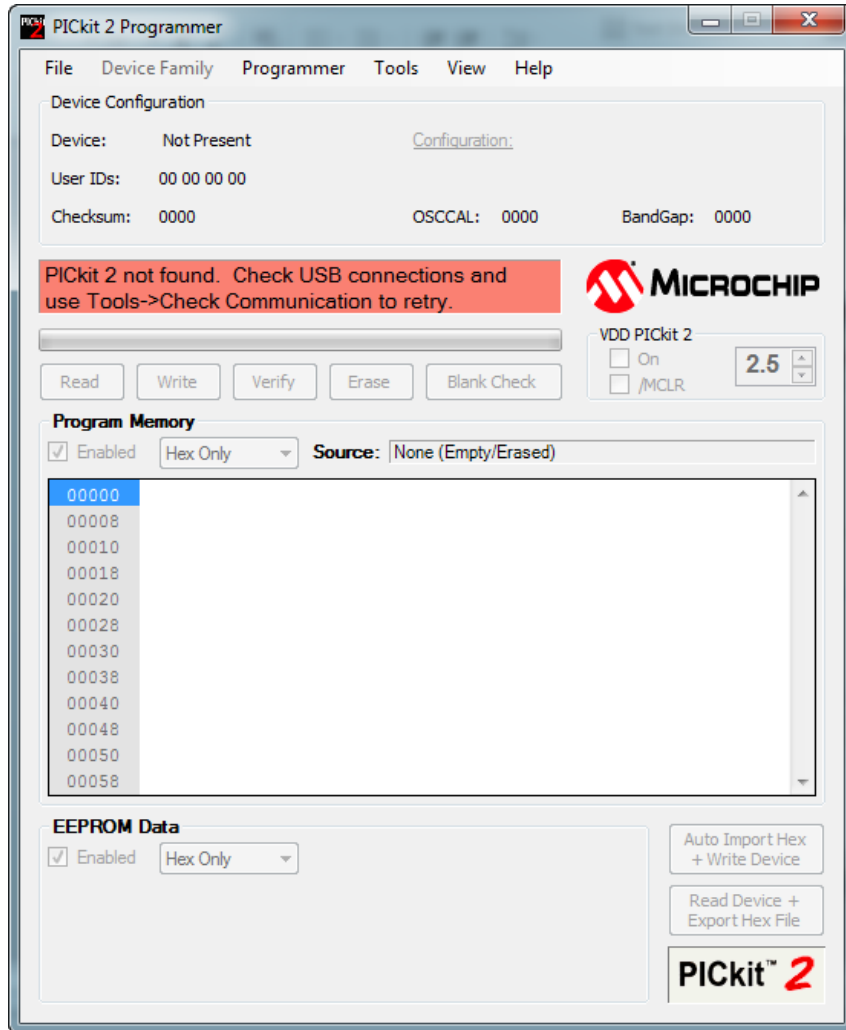 PICkit 2 Programmer
File Device Family Programmer Tools View Help
Device Configuration
Device: Not Present Configuration:
User IDs: 00 00 00 00
Checksum: 0000 OSCCAL: 0000 BandGap: 0000
PICkit 2 not found. Check USB connections and
use Tools->Check Communication to retry.
MICROCHIP
VDD PICkit 2
On
2.5
/MCLR
Read Write Verify Erase Blank Check
Program Memory
Enabled Hex Only Source: None (Empty/Erased)
00000
00008
00010
00018
00020
00028
00030
00038
00040
00048
00050
00058
EEPROM Data
Enabled Hex Only
Auto Import Hex
+ Write Device
Read Device +
Export Hex File
PICkit™ 2